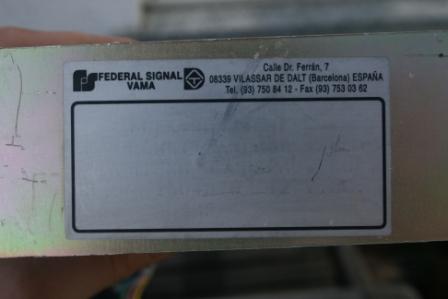 FEDERAL SIGNAL
VAMA
Calle Dr. Ferrán, 7
08339 VILASSAR DE DALT (Barcelona) ESPAÑA
Tel. (93) 750 84 12 - Fax (93) 753 03 62